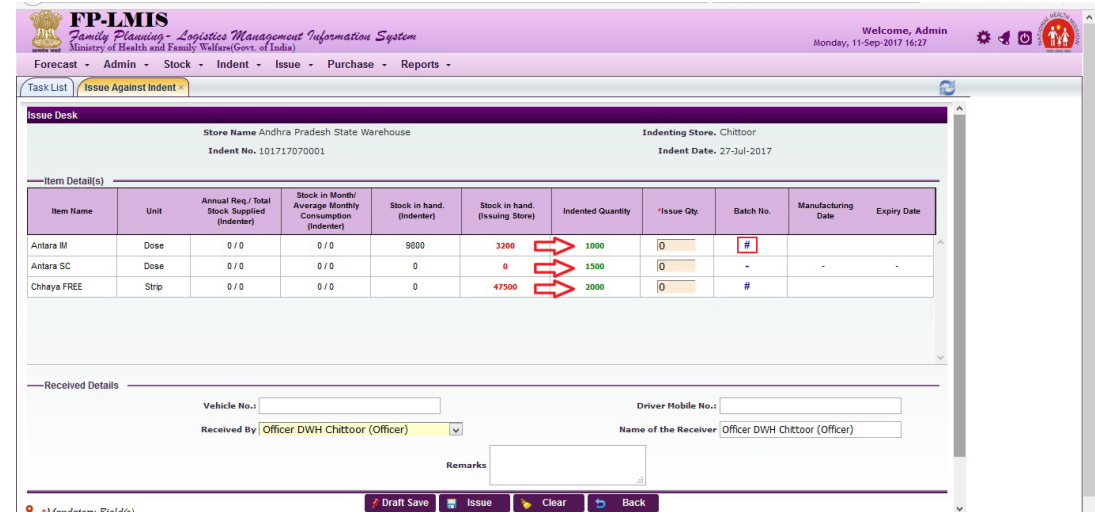 FP-LMIS
Family Planning - Logistics Management Information System
Ministry of Health and Family Welfare(Govt. of India)
Welcome, Admin
Monday, 11-Sep-2017 16:27
Forecast - Admin - Stock - Indent - Issue - Purchase - Reports -
Task List Issue Against Indent ×
Issue Desk
Store Name Andhra Pradesh State Warehouse Indenting Store. Chittoor
Indent No. 101717070001 Indent Date. 27-Jul-2017
Item Detail(s)
Item Name Unit Annual Req./ Total Stock Supplied (Indenter) Stock in Month/ Average Monthly Consumption (Indenter) Stock in hand. (Indenter) Stock in hand. (Issuing Store) Indented Quantity *Issue Qty. Batch No. Manufacturing Date Expiry Date
Antara IM Dose 0 / 0 0 / 0 9800 3200 1000 0 #
Antara SC Dose 0 / 0 0 / 0 0 0 1500 0 - - -
Chhaya FREE Strip 0 / 0 0 / 0 0 47500 2000 0 #
Received Details
Vehicle No.: Driver Mobile No.:
Received By Officer DWH Chittoor (Officer) Name of the Receiver Officer DWH Chittoor (Officer)
Remarks
Draft Save Issue Clear Back
*Mandatory Field(s)